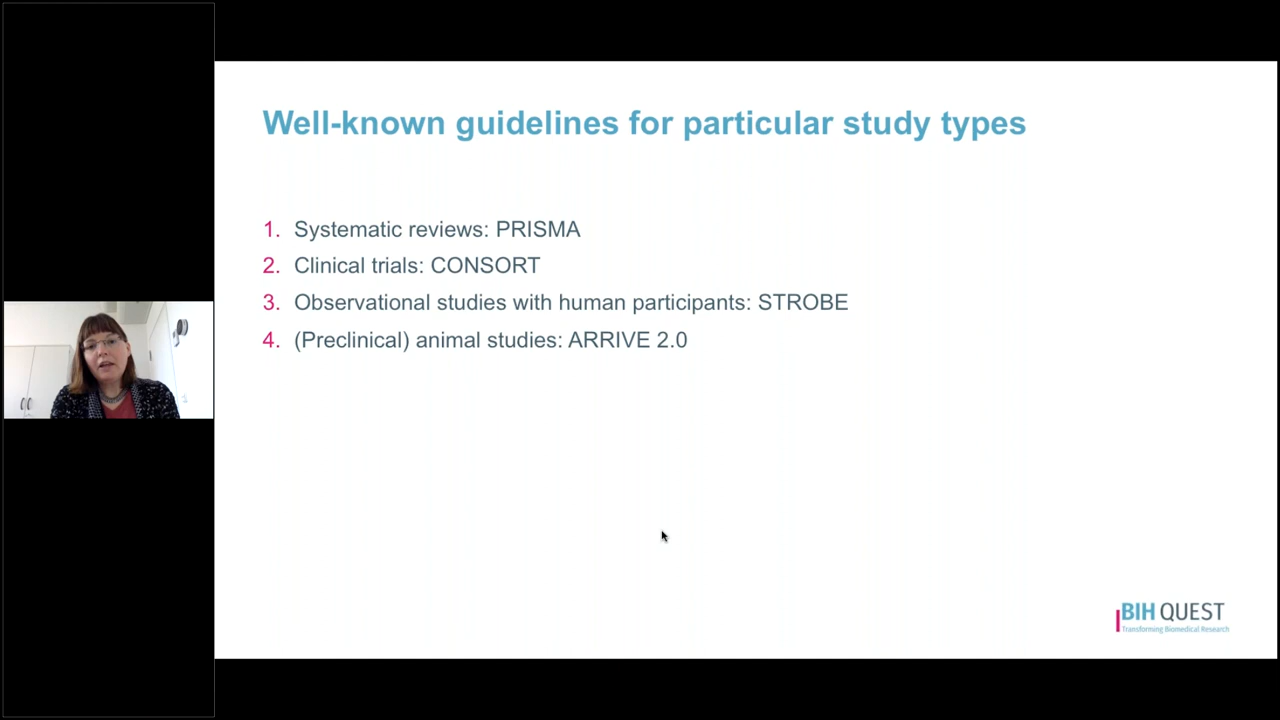 Well-known guidelines for particular study types
1. Systematic reviews: PRISMA
2. Clinical trials: CONSORT
3. Observational studies with human participants: STROBE
4. (Preclinical) animal studies: ARRIVE 2.0
BIH QUEST
Transforming Biomedical Research